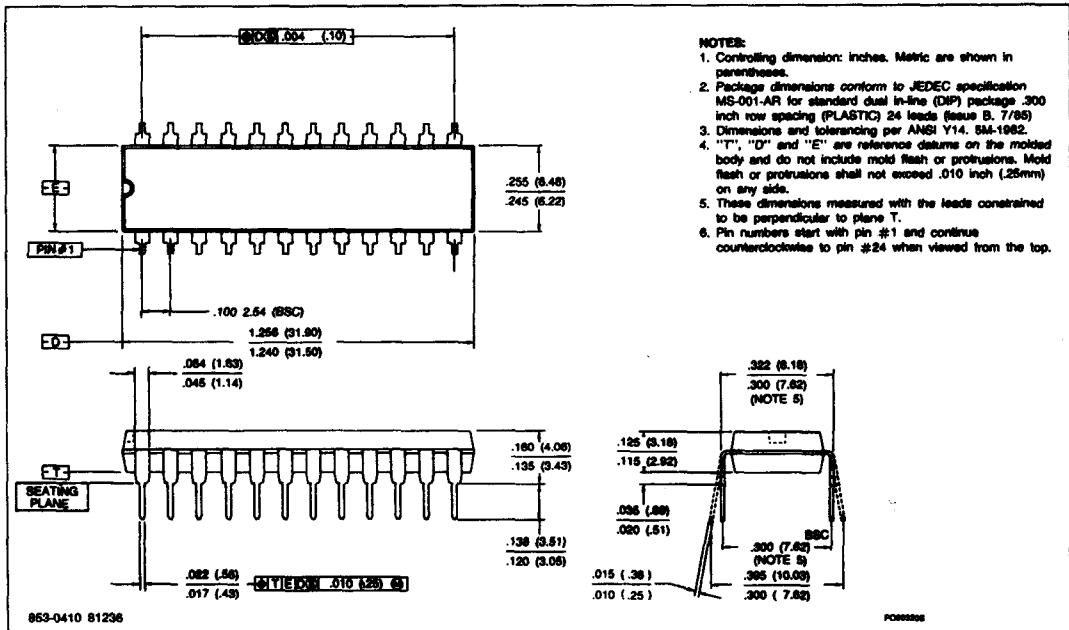 .004 (.10)
NOTES:
1. Controlling dimension: inches. Metric are shown in
parentheses.
2. Package dimensions conform to JEDEC specification
MS-001-AR for standard dual in-line (DIP) package .300
inch row spacing (PLASTIC) 24 leads (issue B. 7/85)
3. Dimensions and tolerancing per ANSI Y14. 5M-1982.
4. "T", "D" and "E" are reference datums on the molded
body and do not include mold flash or protrusions. Mold
flash or protrusions shall not exceed .010 inch (.25mm)
on any side.
5. These dimensions measured with the leads constrained
to be perpendicular to plane T.
6. Pin numbers start with pin #1 and continue
counterclockwise to pin #24 when viewed from the top.
-E-
.255 (6.48)
.245 (6.22)
PIN #1
.100 2.54 (BSC)
-D-
1.256 (31.90)
1.240 (31.50)
.064 (1.63)
.045 (1.14)
.322 (8.18)
.300 (7.62)
(NOTE 5)
.160 (4.06)
.135 (3.43)
.125 (3.18)
.115 (2.92)
-T-
SEATING
PLANE
.035 (.89)
.020 (.51)
.138 (3.51)
.120 (3.05)
BSC
.300 (7.62)
(NOTE 5)
.022 (.56)
.017 (.43)
T E D S .010 (.25) M
.015 (.38)
.010 (.25)
.395 (10.03)
.300 (7.62)
853-0410 81236